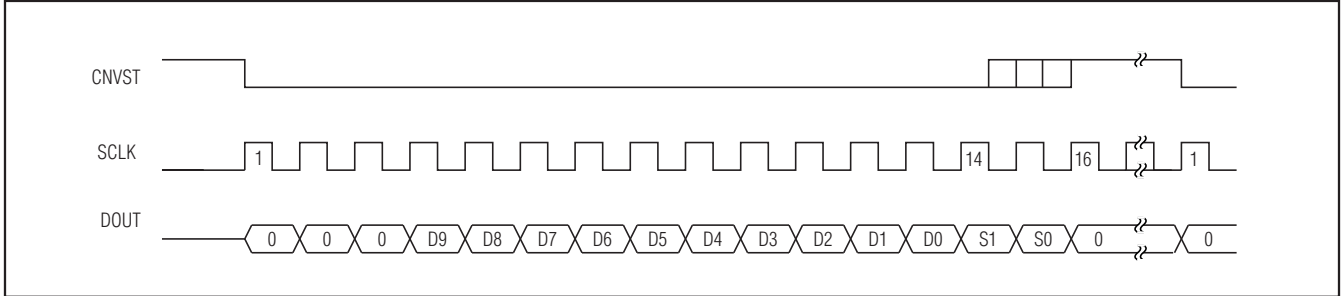 CNVST
SCLK 1 14 16 1
DOUT 0 0 0 D9 D8 D7 D6 D5 D4 D3 D2 D1 D0 S1 S0 0 0